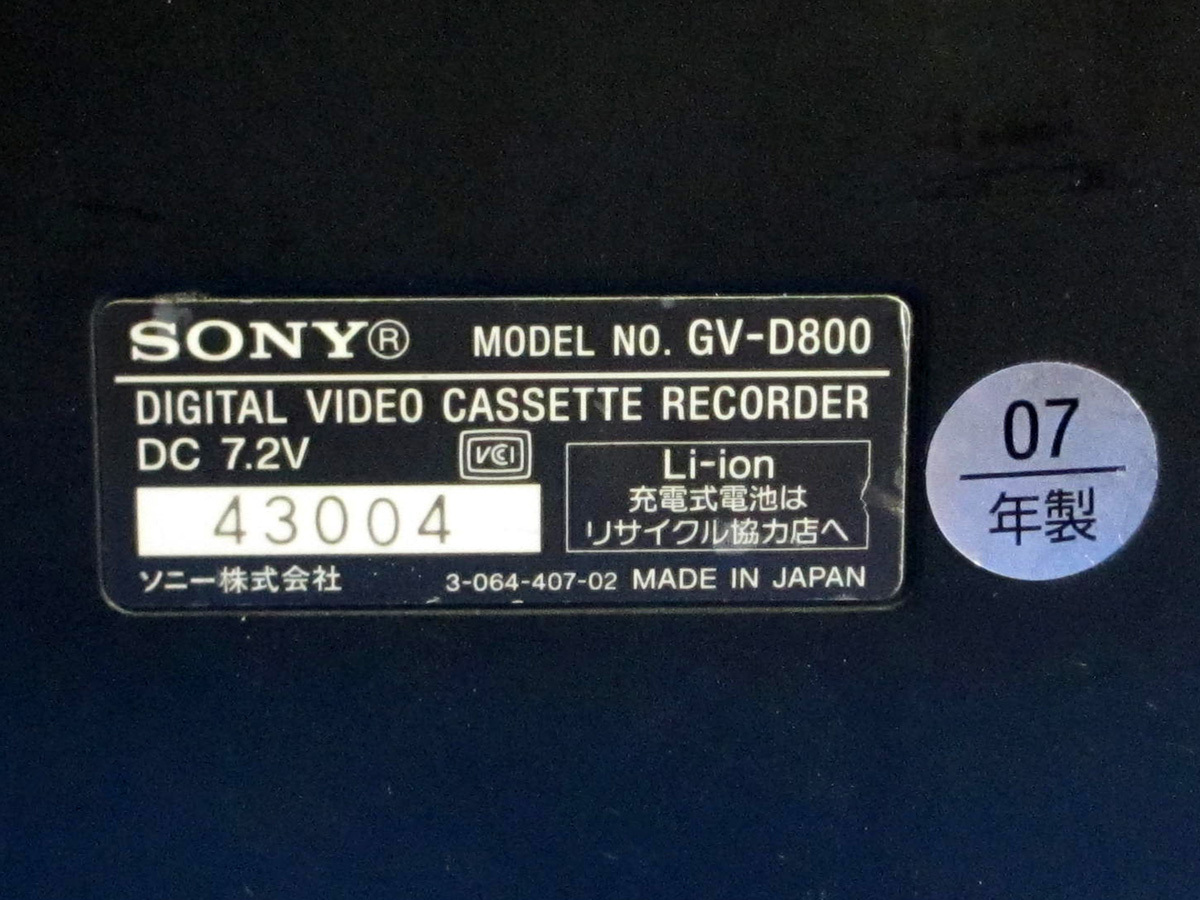 SONY® MODEL NO. GV-D800
DIGITAL VIDEO CASSETTE RECORDER
DC 7.2V
VCCI
43004
Li-ion
充電式電池は
リサイクル協力店へ
ソニー株式会社 3-064-407-02 MADE IN JAPAN
07
年製